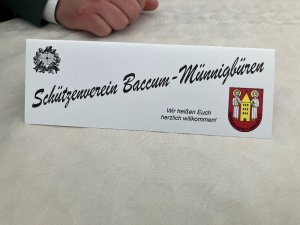 Schützenverein Baccum-Münnigbüren
Wir heißen Euch
herzlich willkommen!